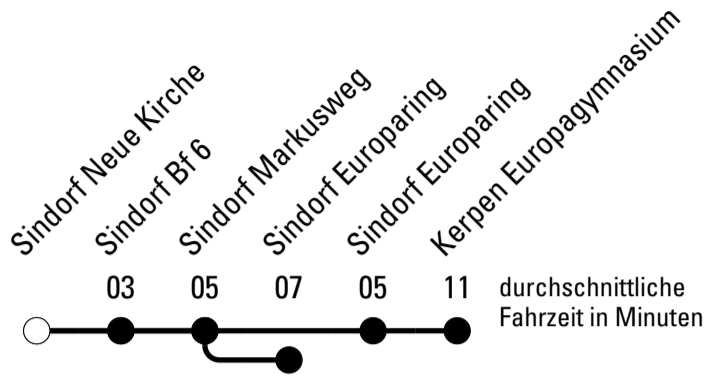 Sindorf Neue Kirche
Sindorf Bf 6
Sindorf Markusweg
Sindorf Europaring
Sindorf Europaring
Kerpen Europagymnasium
03 05 07 05 11
durchschnittliche
Fahrzeit in Minuten